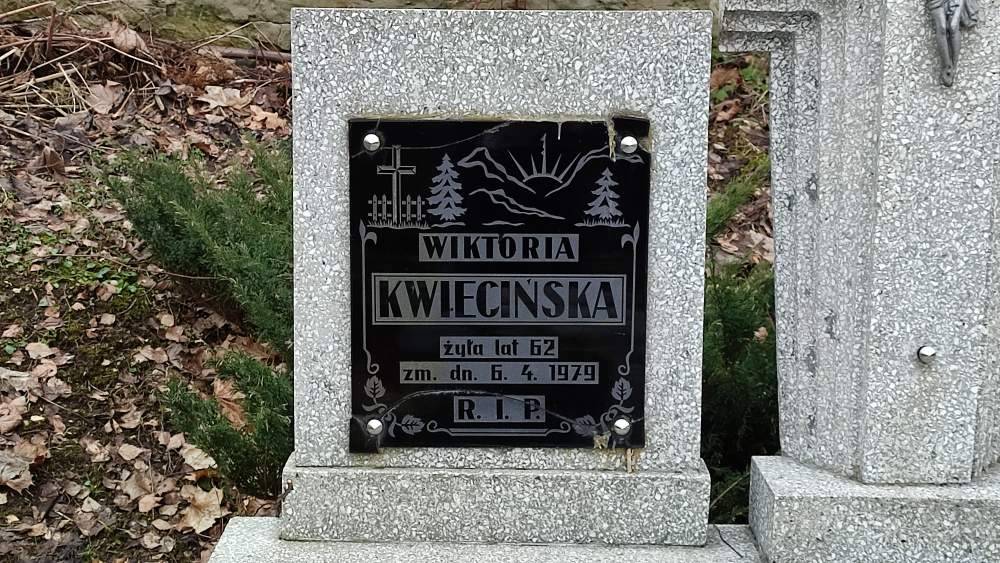 WIKTORIA
KWIECIŃSKA
żyła lat 62
zm. dn. 6. 4. 1979
R. I. P.